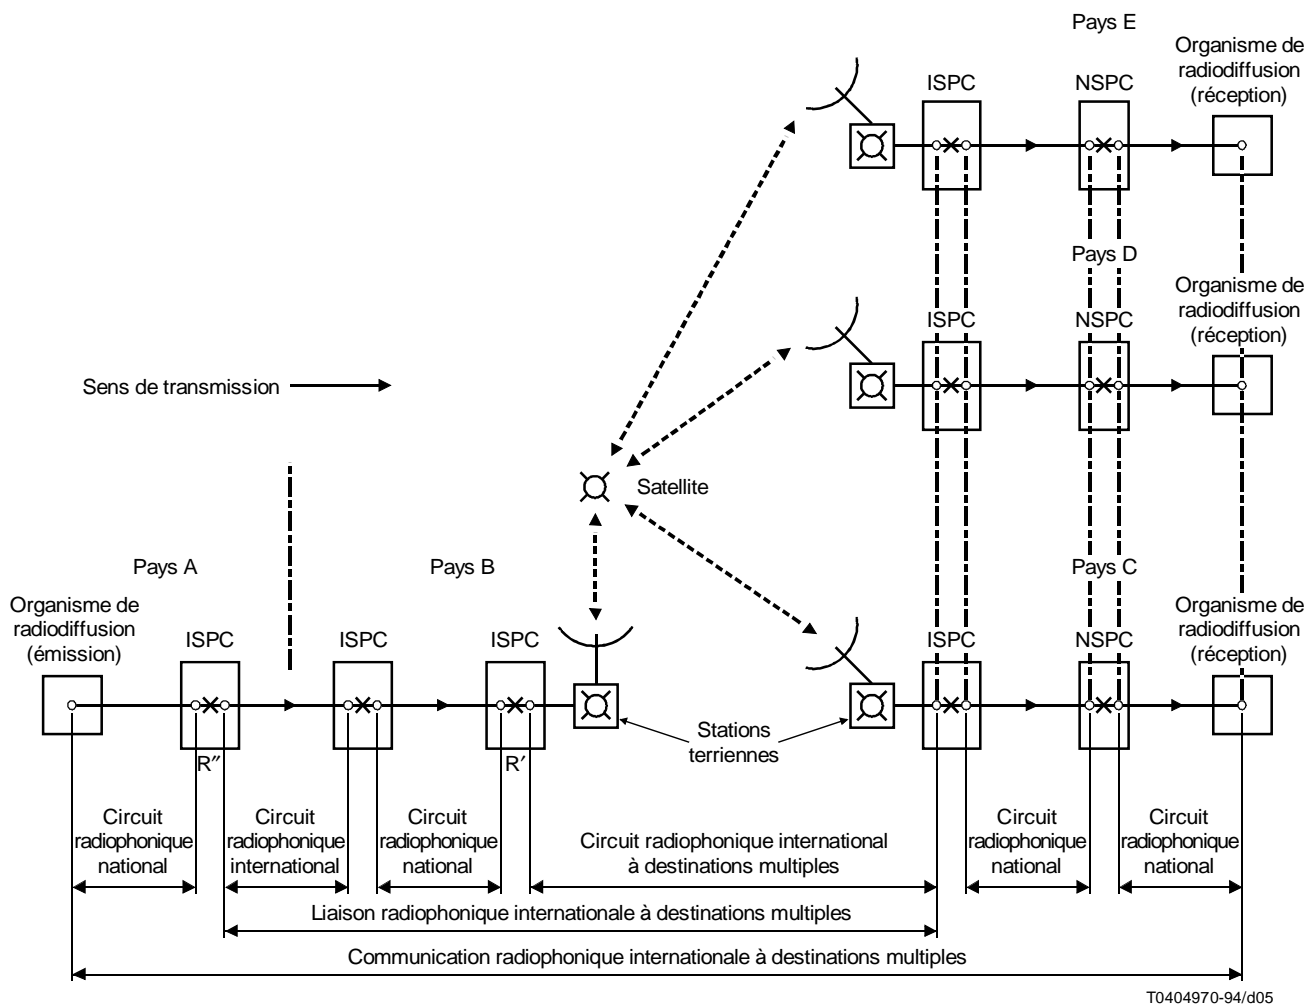 Pays E
Organisme de
radiodiffusion
(réception)
ISPC
NSPC
Pays D
Organisme de
radiodiffusion
(réception)
ISPC
NSPC
Sens de transmission
Satellite
Pays A
Pays B
Pays C
Organisme de
radiodiffusion
(émission)
ISPC
ISPC
ISPC
ISPC
NSPC
Organisme de
radiodiffusion
(réception)
Stations
terriennes
R″
R′
Circuit
radiophonique
national
Circuit
radiophonique
international
Circuit
radiophonique
national
Circuit radiophonique international
à destinations multiples
Circuit
radiophonique
national
Circuit
radiophonique
national
Liaison radiophonique internationale à destinations multiples
Communication radiophonique internationale à destinations multiples
T0404970-94/d05